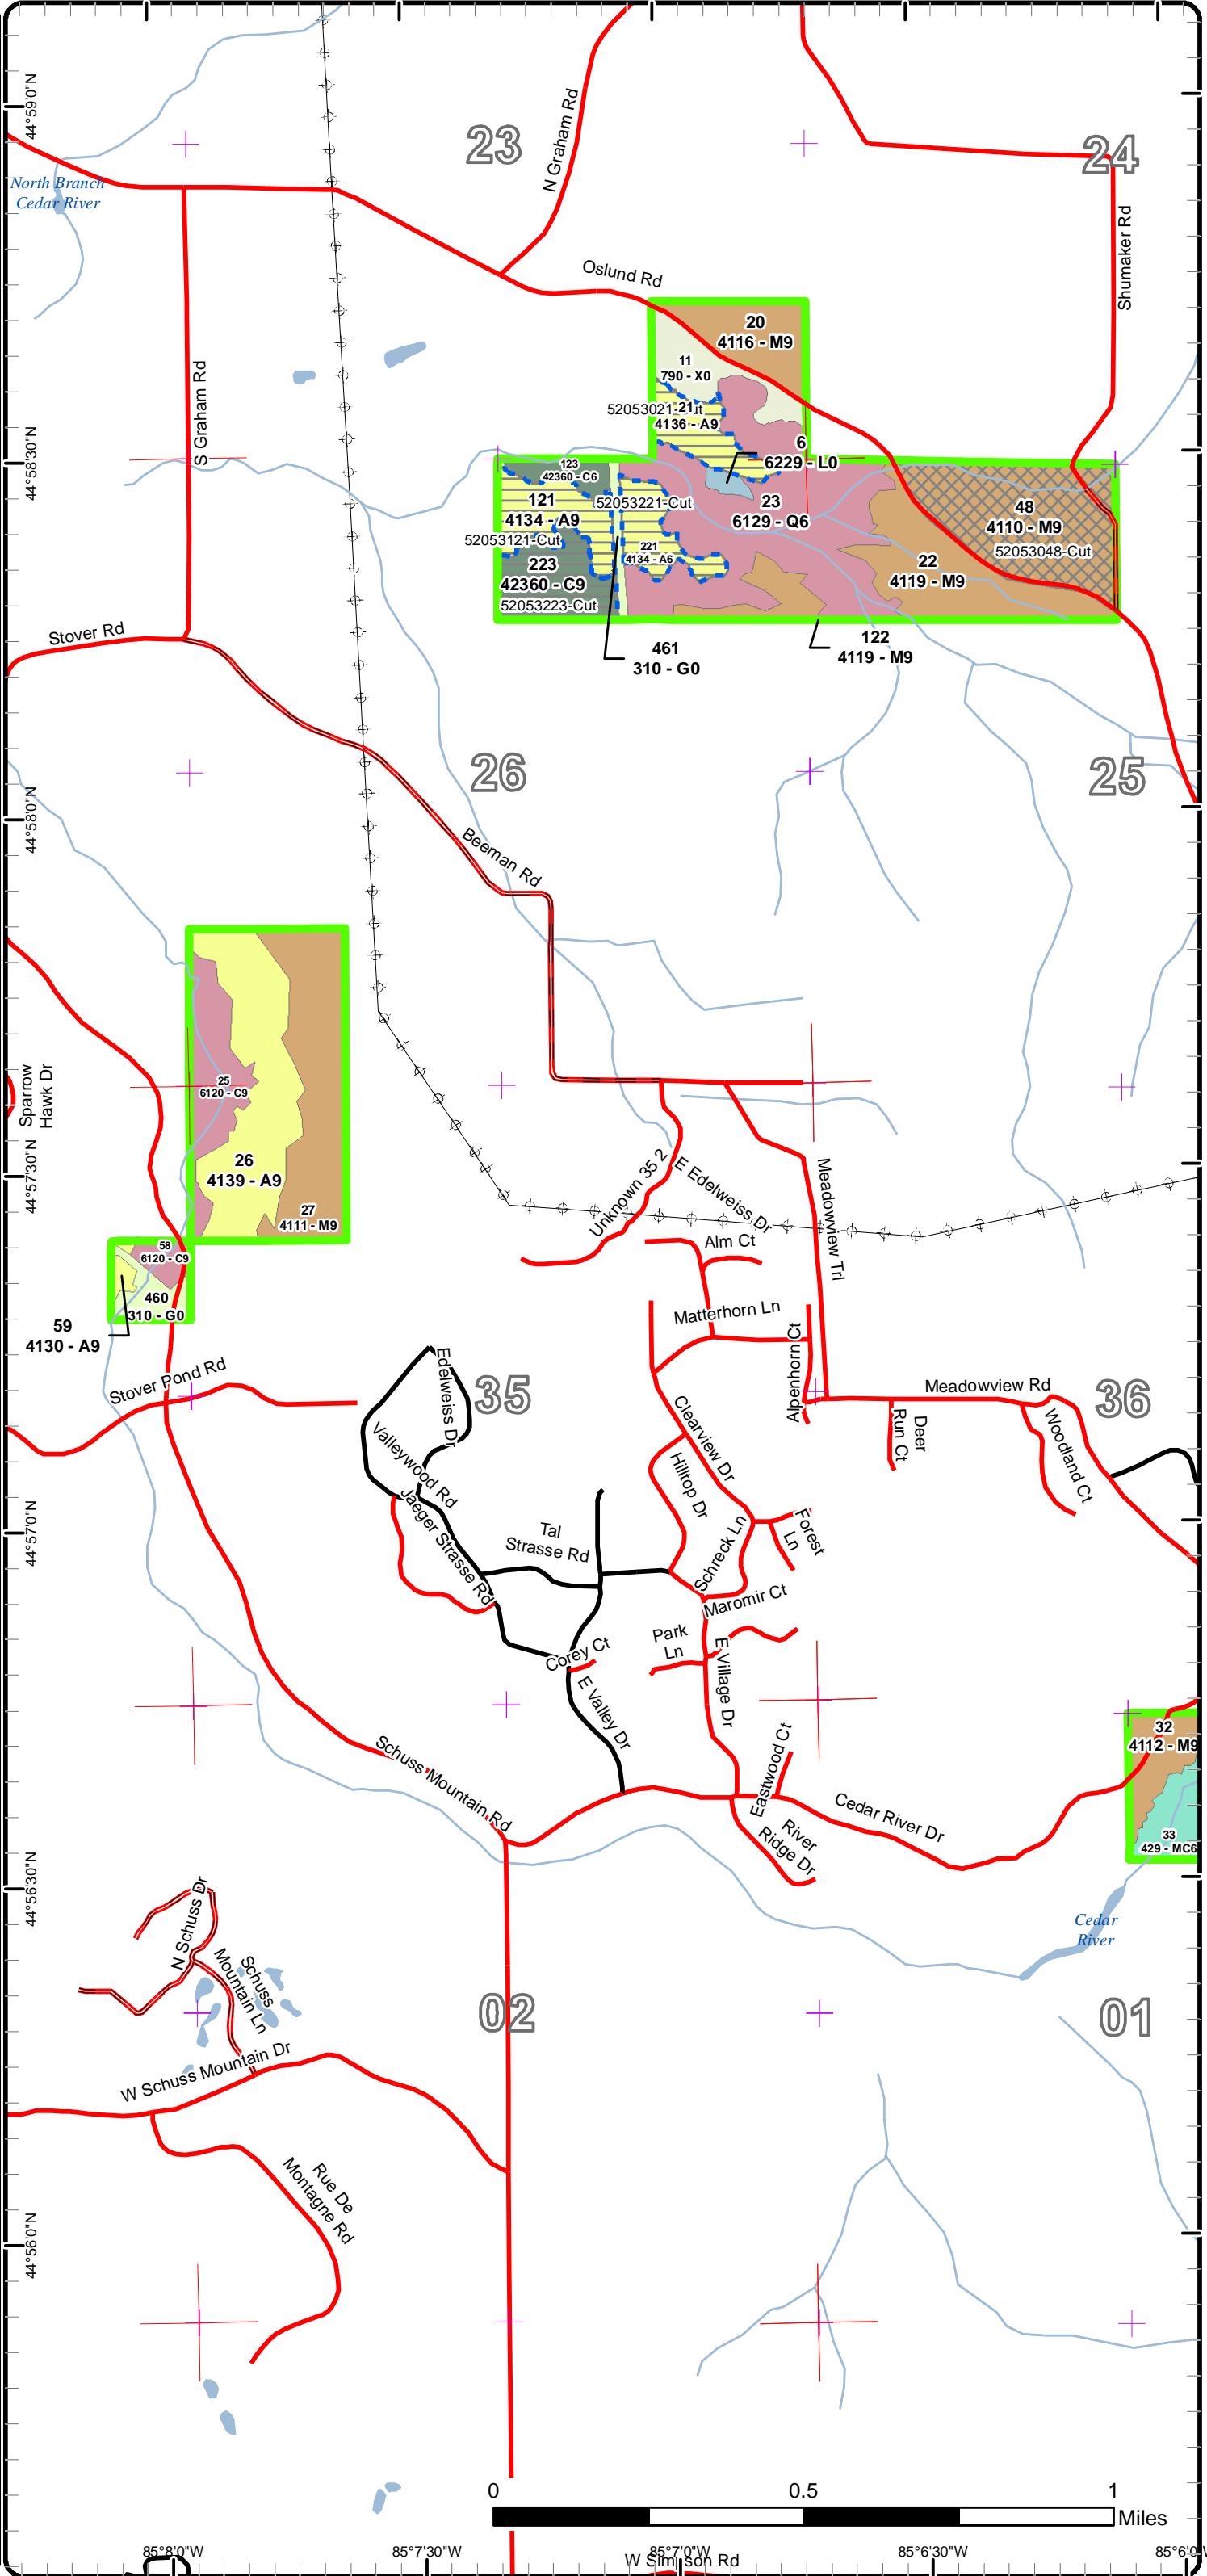 44°59'0"N
23
24
N Graham Rd
North Branch
Cedar River
Oslund Rd
Shumaker Rd
S Graham Rd
20
4116 - M9
11
790 - X0
21
4136 - A9
6
6229 - L0
44°58'30"N
123
42360 - C6
121
4134 - A9
52053221-Cut
23
6129 - Q6
48
4110 - M9
52053048-Cut
52053121-Cut
221
4134 - A6
223
42360 - C9
22
4119 - M9
52053223-Cut
Stover Rd
461
310 - G0
122
4119 - M9
26
25
44°58'0"N
Beeman Rd
Sparrow
Hawk Dr
25
6120 - C9
26
4139 - A9
27
4111 - M9
44°57'30"N
Unknown 35 2
E Edelweiss Dr
Meadowview Trl
Alm Ct
58
6120 - C9
460
310 - G0
59
4130 - A9
Matterhorn Ln
Alpenhorn Ct
Stover Pond Rd
Edelweiss Dr
35
Meadowview Rd
36
Clearview Dr
Deer
Run Ct
Woodland Ct
Valleywood Rd
Hilltop Dr
44°57'0"N
Jaeger Strasse Rd
Tal
Strasse Rd
Schreck Ln
Forest
Ln
Maromir Ct
Park
Ln
Corey Ct
E Village Dr
E Valley Dr
32
4112 - M9
Schuss Mountain Rd
Eastwood Ct
Cedar River Dr
River
Ridge Dr
33
429 - MC6
44°56'30"N
N Schuss Dr
Cedar
River
Schuss
Mountain Ln
02
01
W Schuss Mountain Dr
Rue De
Montagne Rd
44°56'0"N
0
0.5
1
Miles
85°8'0"W
85°7'30"W
85°7'0"W
85°6'30"W
W Simpson Rd